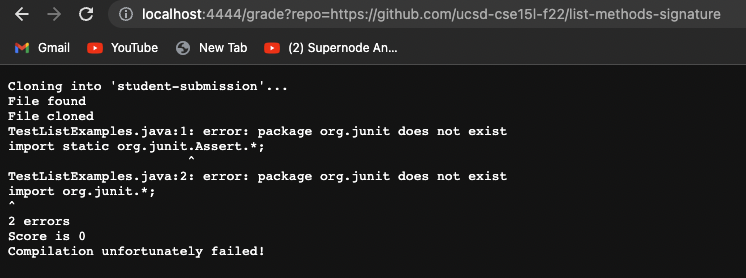 localhost:4444/grade?repo=https://github.com/ucsd-cse15l-f22/list-methods-signature
Gmail YouTube New Tab (2) Supernode An...
Cloning into 'student-submission'...
File found
File cloned
TestListExamples.java:1: error: package org.junit does not exist
import static org.junit.Assert.*;
^
TestListExamples.java:2: error: package org.junit does not exist
import org.junit.*;
^
2 errors
Score is 0
Compilation unfortunately failed!